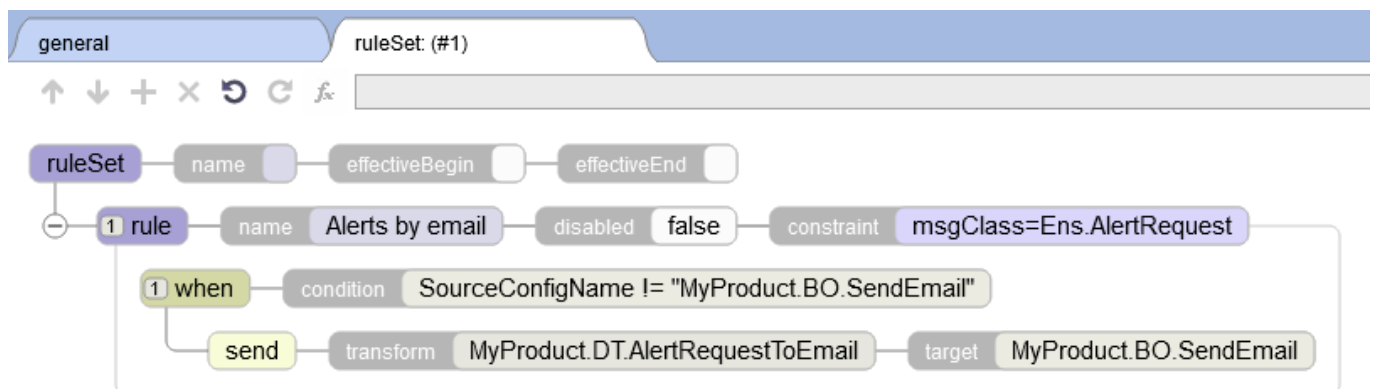 general ruleSet: (#1)
fx
ruleSet name effectiveBegin effectiveEnd
1 rule name Alerts by email disabled false constraint msgClass=Ens.AlertRequest
1 when condition SourceConfigName != "MyProduct.BO.SendEmail"
send transform MyProduct.DT.AlertRequestToEmail target MyProduct.BO.SendEmail